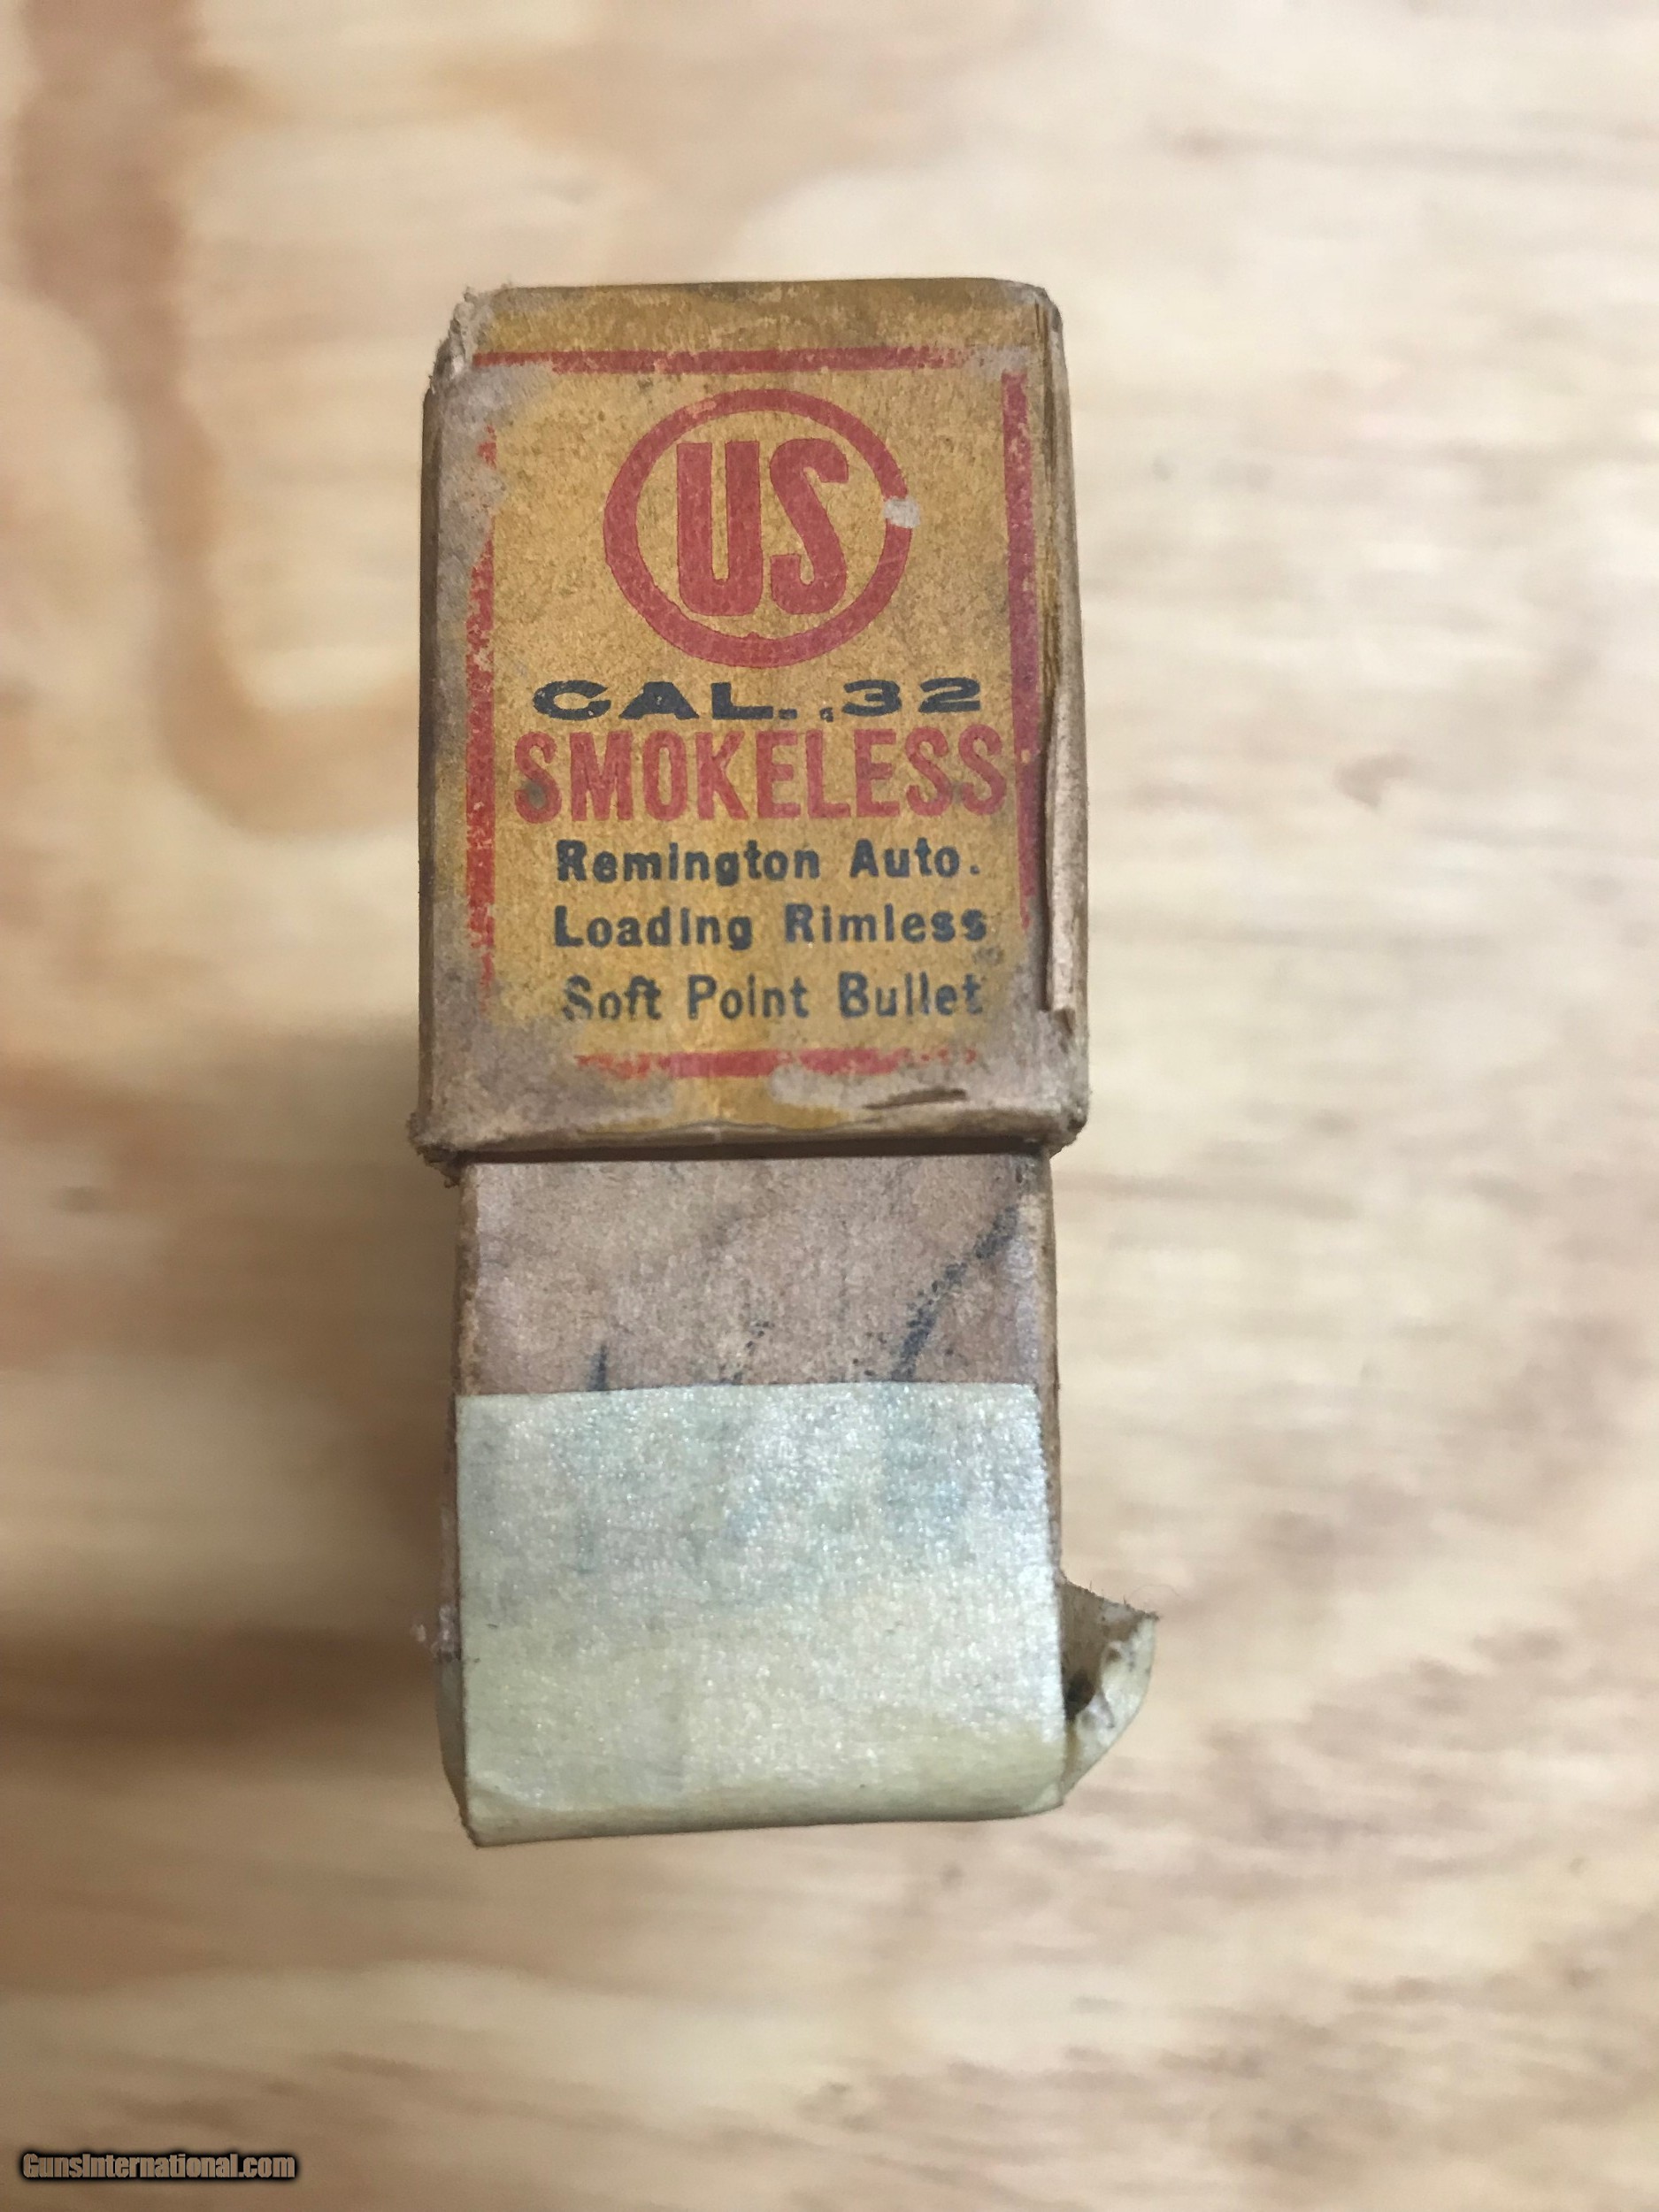 US
CAL. .32
SMOKELESS
Remington Auto.
Loading Rimless
Soft Point Bullet
GunsInternational.com